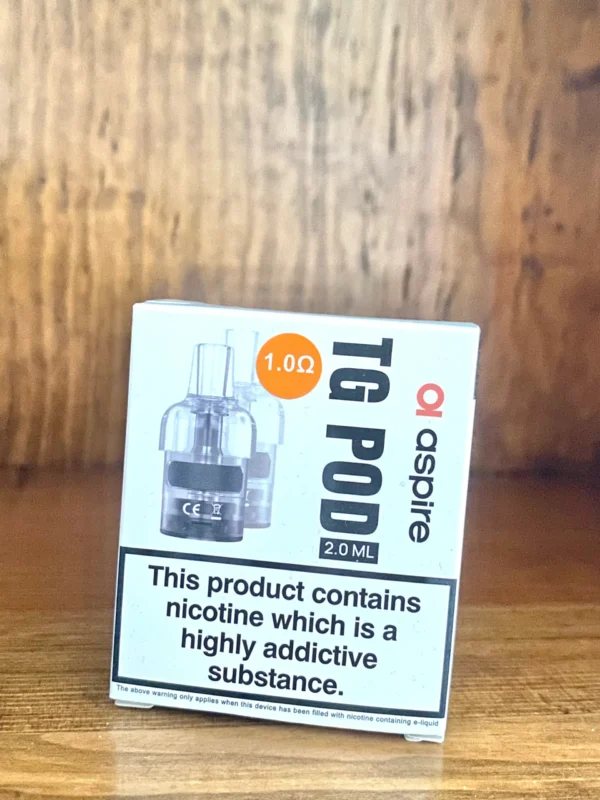 1.0Ω
TG POD
2.0 ML
aspire
CE
This product contains
nicotine which is a
highly addictive
substance.
The above warning only applies when this device has been filled with nicotine containing e-liquid